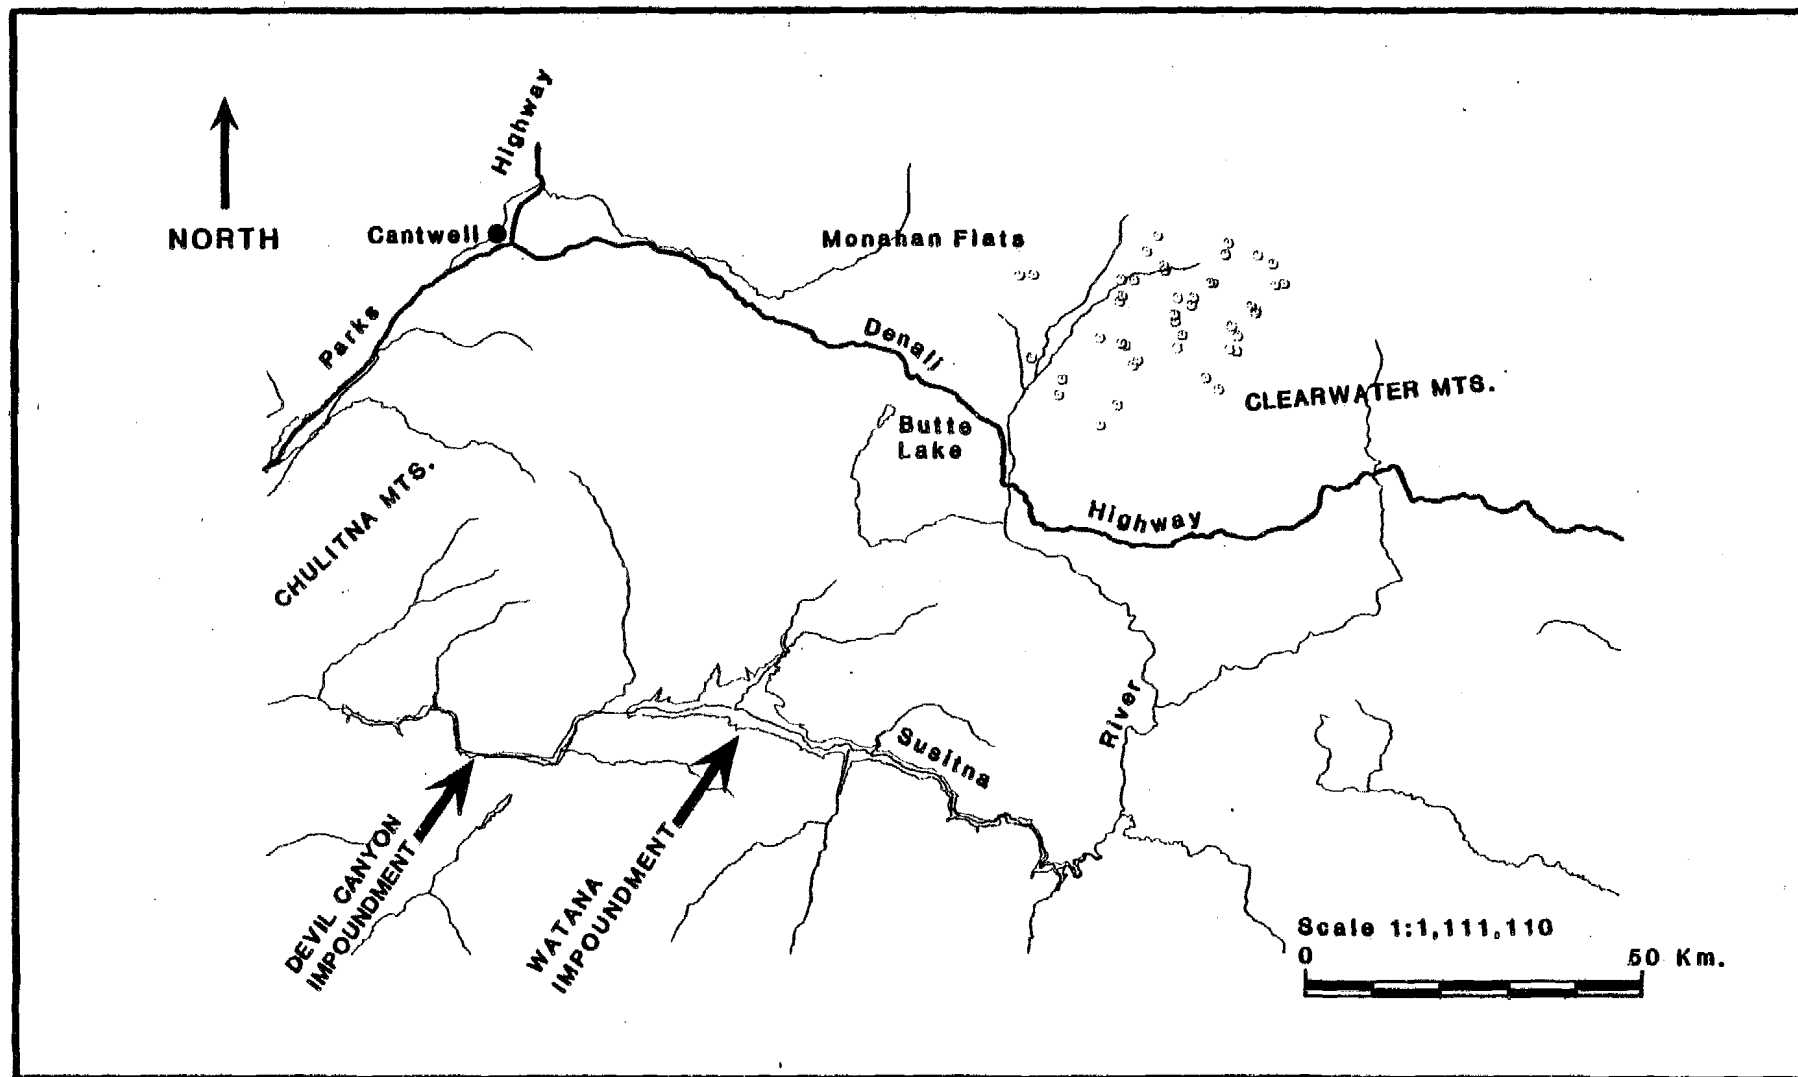 Highway
NORTH
Cantwell
Monahan Flats
Parks
Denali
CLEARWATER MTS.
Butte
Lake
CHULITNA MTS.
Highway
River
Susitna
DEVIL CANYON
IMPOUNDMENT
WATANA
IMPOUNDMENT
Scale 1:1,111,110
0 50 Km.